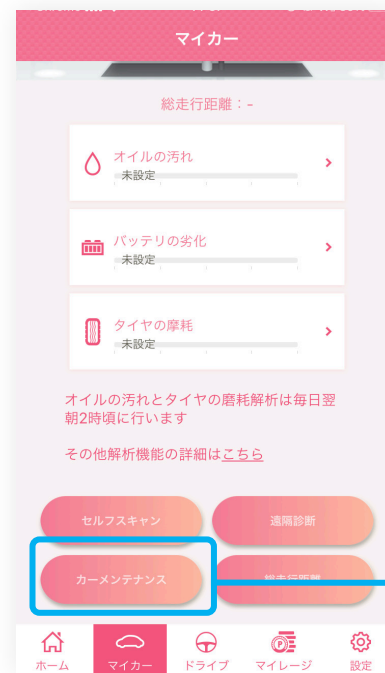 マイカー
総走行距離：-
オイルの汚れ
未設定
バッテリの劣化
未設定
タイヤの摩耗
未設定
オイルの汚れとタイヤの磨耗解析は毎日翌
朝2時頃に行います
その他解析機能の詳細はこちら
セルフスキャン
遠隔診断
カーメンテナンス
総走行距離
ホーム
マイカー
ドライブ
マイレージ
設定